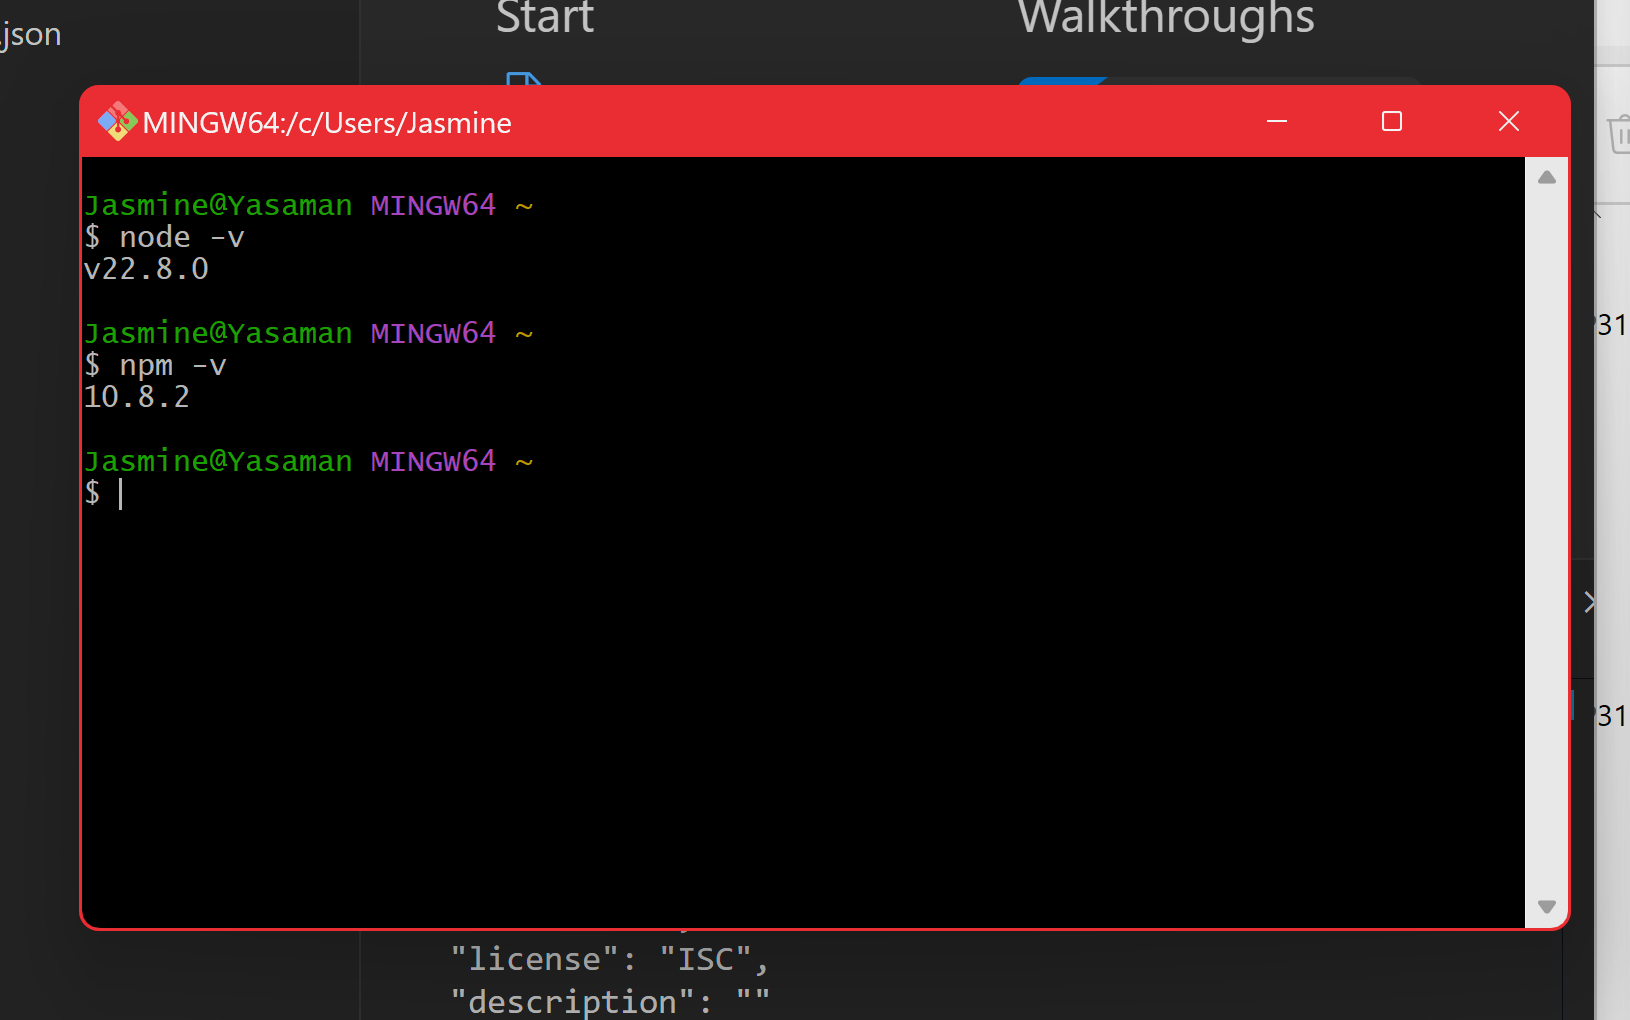 .json
Start
Walkthroughs
MINGW64:/c/Users/Jasmine
Jasmine@Yasaman MINGW64 ~
$ node -v
v22.8.0
Jasmine@Yasaman MINGW64 ~
$ npm -v
10.8.2
Jasmine@Yasaman MINGW64 ~
$
31
31
"license": "ISC",
"description": ""